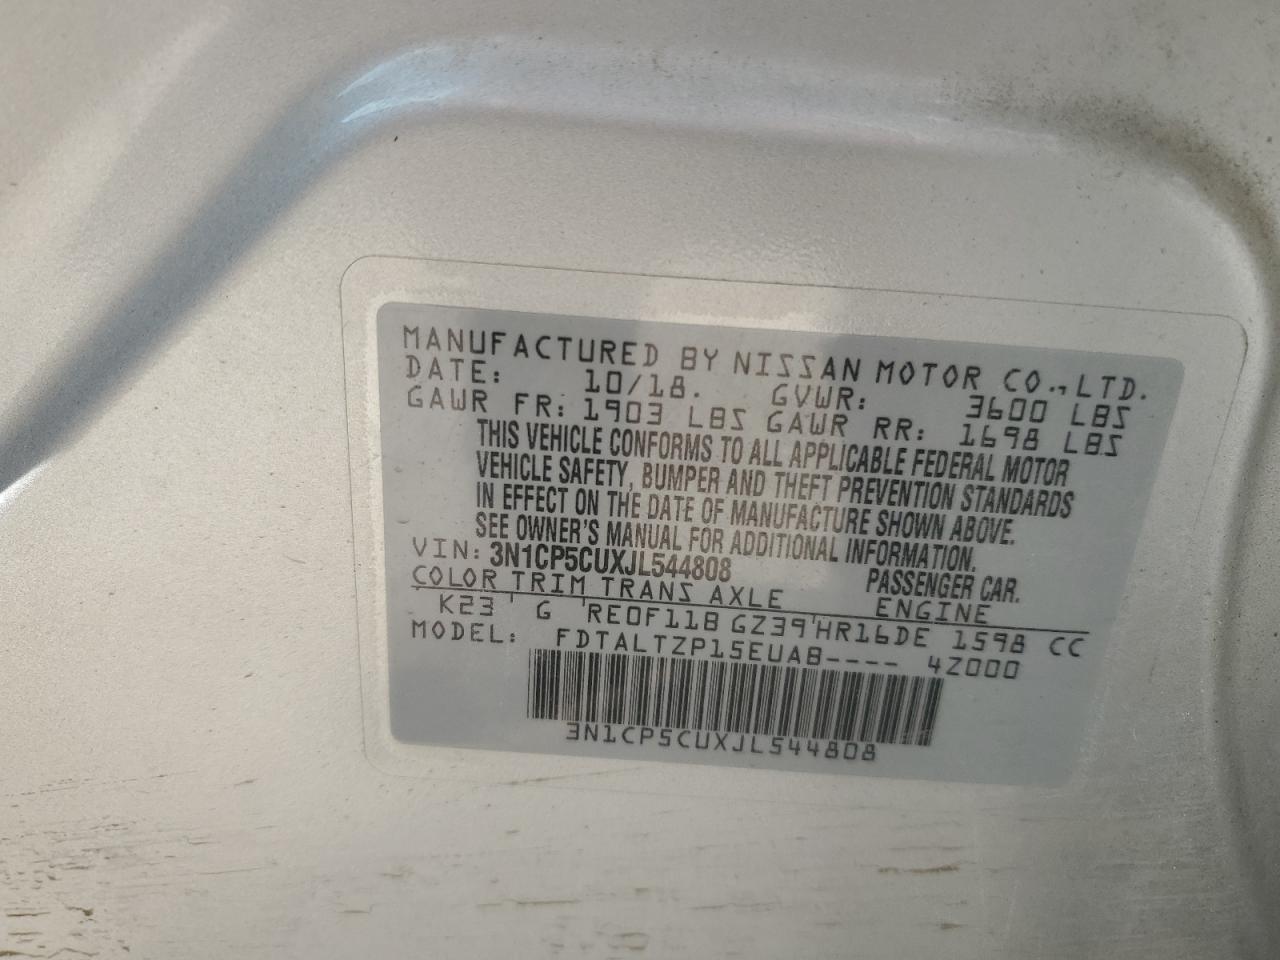 MANUFACTURED BY NISSAN MOTOR CO.,LTD.
DATE: 10/18. GVWR: 3600 LBS
GAWR FR: 1903 LBS GAWR RR: 1698 LBS
THIS VEHICLE CONFORMS TO ALL APPLICABLE FEDERAL MOTOR
VEHICLE SAFETY, BUMPER AND THEFT PREVENTION STANDARDS
IN EFFECT ON THE DATE OF MANUFACTURE SHOWN ABOVE.
SEE OWNER'S MANUAL FOR ADDITIONAL INFORMATION.
VIN: 3N1CP5CUXJL544808 PASSENGER CAR.
COLOR TRIM TRANS AXLE ENGINE
K23 ' G ' RE0F11B GZ39 ' HR16DE 1598 CC
MODEL: FDTALTZP15EUAB---- 4Z000
3N1CP5CUXJL544808